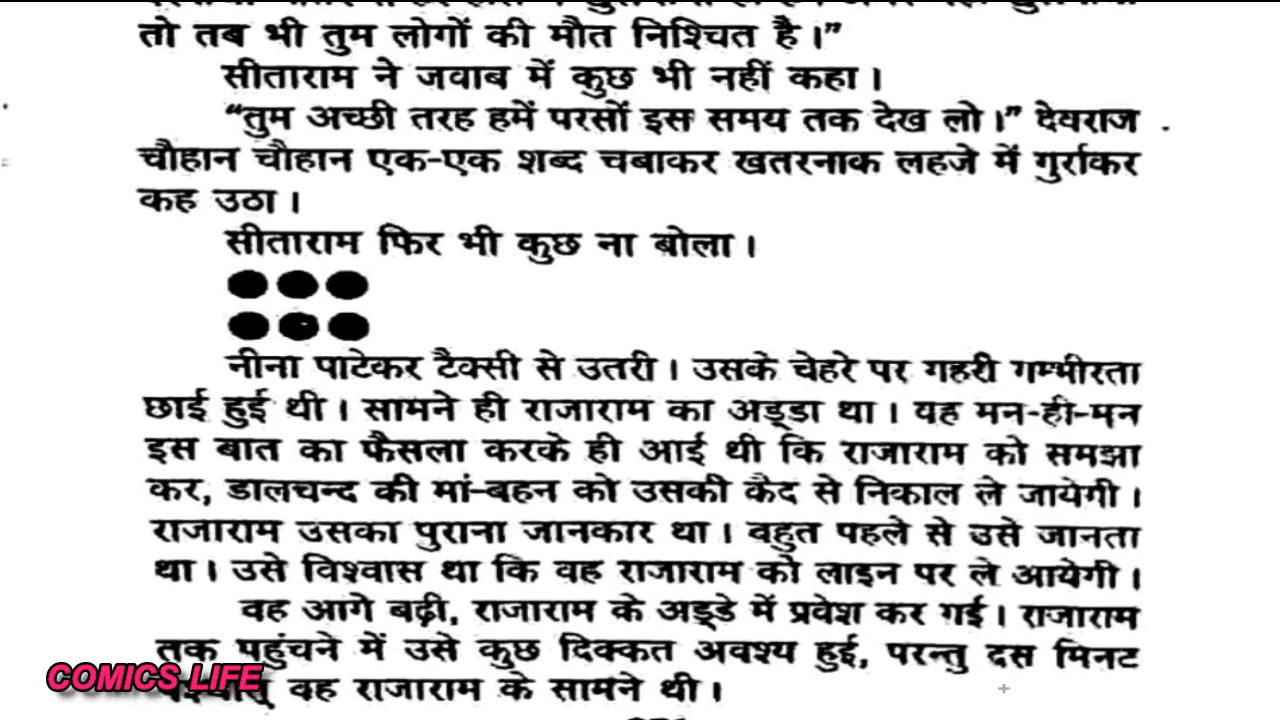 तो तब भी तुम लोगों की मौत निश्चित है।”
सीताराम ने जवाब में कुछ भी नहीं कहा।
“तुम अच्छी तरह हमें परसों इस समय तक देख लो।” देवराज
चौहान चौहान एक-एक शब्द चबाकर खतरनाक लहजे में गुर्राकर
कह उठा।
सीताराम फिर भी कुछ ना बोला।
नीना पाटेकर टैक्सी से उतरी। उसके चेहरे पर गहरी गम्भीरता
छाई हुई थी। सामने ही राजाराम का अड्डा था। वह मन-ही-मन
इस बात का फैसला करके ही आई थी कि राजाराम को समझा
कर, डालचन्द की मां-बहन को उसकी कैद से निकाल ले जायेगी।
राजाराम उसका पुराना जानकार था। बहुत पहले से उसे जानता
था। उसे विश्वास था कि वह राजाराम को लाइन पर ले आयेगी।
वह आगे बढ़ी, राजाराम के अड्डे में प्रवेश कर गई। राजाराम
तक पहुंचने में उसे कुछ दिक्कत अवश्य हुई, परन्तु दस मिनट
वह राजाराम के सामने थी।
COMICS LIFE